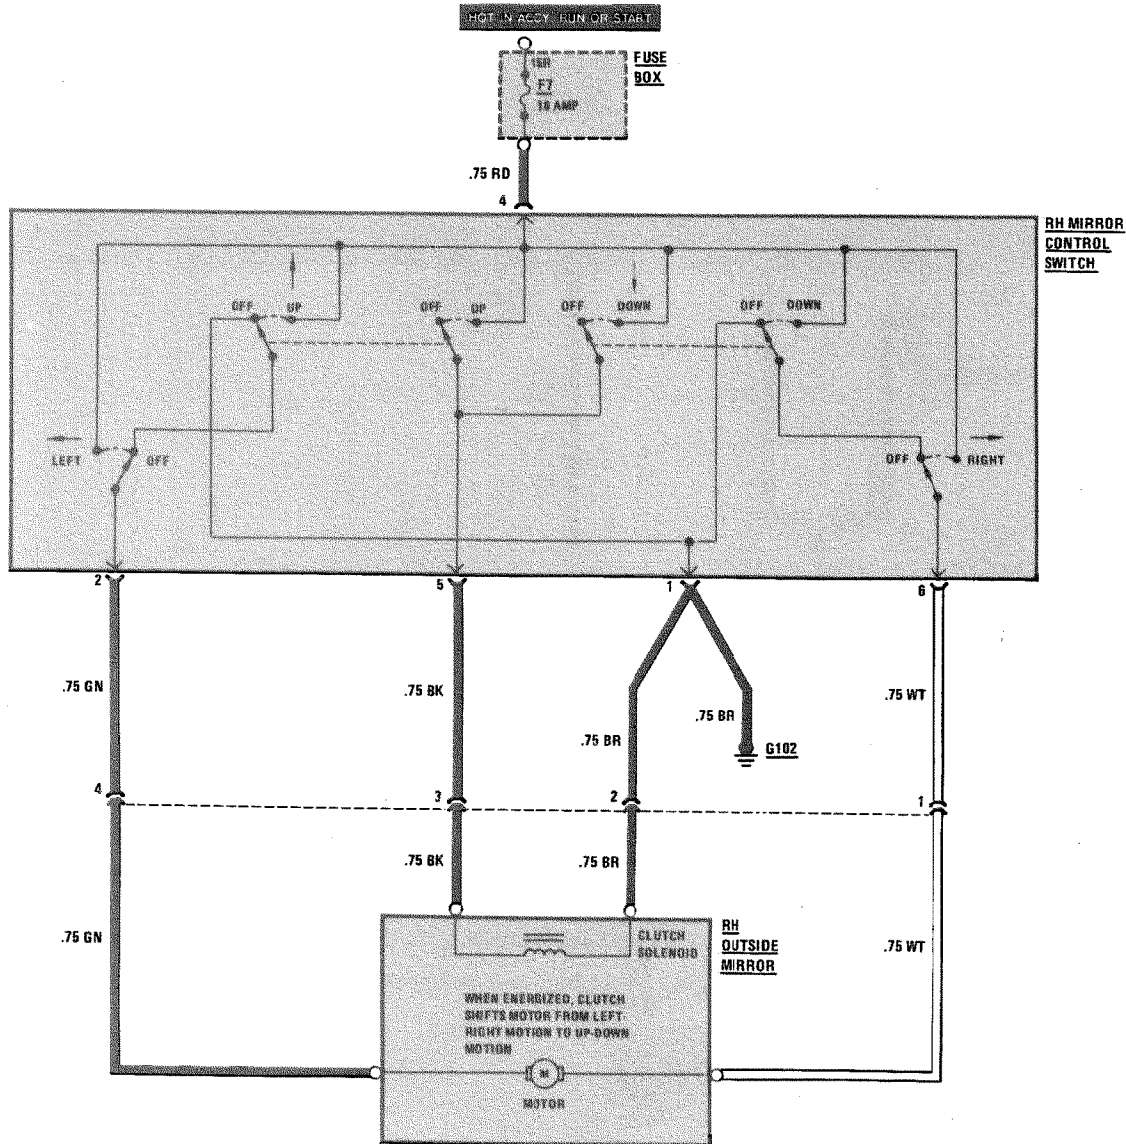 HOT IN ACCY RUN OR START
FUSE
BOX
F7
.75 RD
4
RH MIRROR
CONTROL
SWITCH
OFF
UP
OFF
UP
OFF
DOWN
OFF
DOWN
LEFT
OFF
OFF
RIGHT
2
5
1
6
.75 GN
.75 BK
.75 BR
.75 BR
.75 WT
G102
4
3
2
1
.75 BK
.75 BR
.75 GN
.75 WT
CLUTCH
SOLENOID
RH
OUTSIDE
MIRROR
WHEN ENERGIZED, CLUTCH
SHIFTS MOTOR FROM LEFT
RIGHT MOTION TO UP-DOWN
MOTION
M
MOTOR